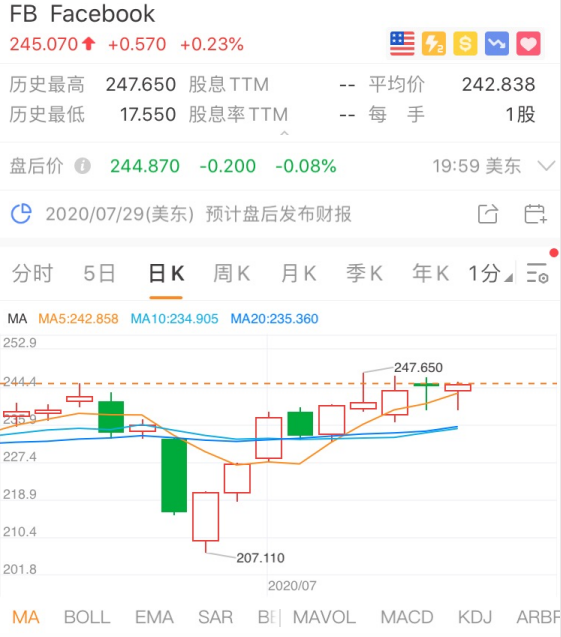 FB Facebook
245.070 +0.570 +0.23%
历史最高 247.650 股息TTM -- 平均价 242.838
历史最低 17.550 股息率TTM -- 每 手 1股
盘后价 244.870 -0.200 -0.08% 19:59 美东
2020/07/29(美东) 预计盘后发布财报
分时 5日 日K 周K 月K 季K 年K 1分
MA MA5:242.858 MA10:234.905 MA20:235.360
252.9
247.650
244.4
235.9
227.4
218.9
210.4
207.110
201.8
2020/07
MA BOLL EMA SAR MAVOL MACD KDJ ARBR